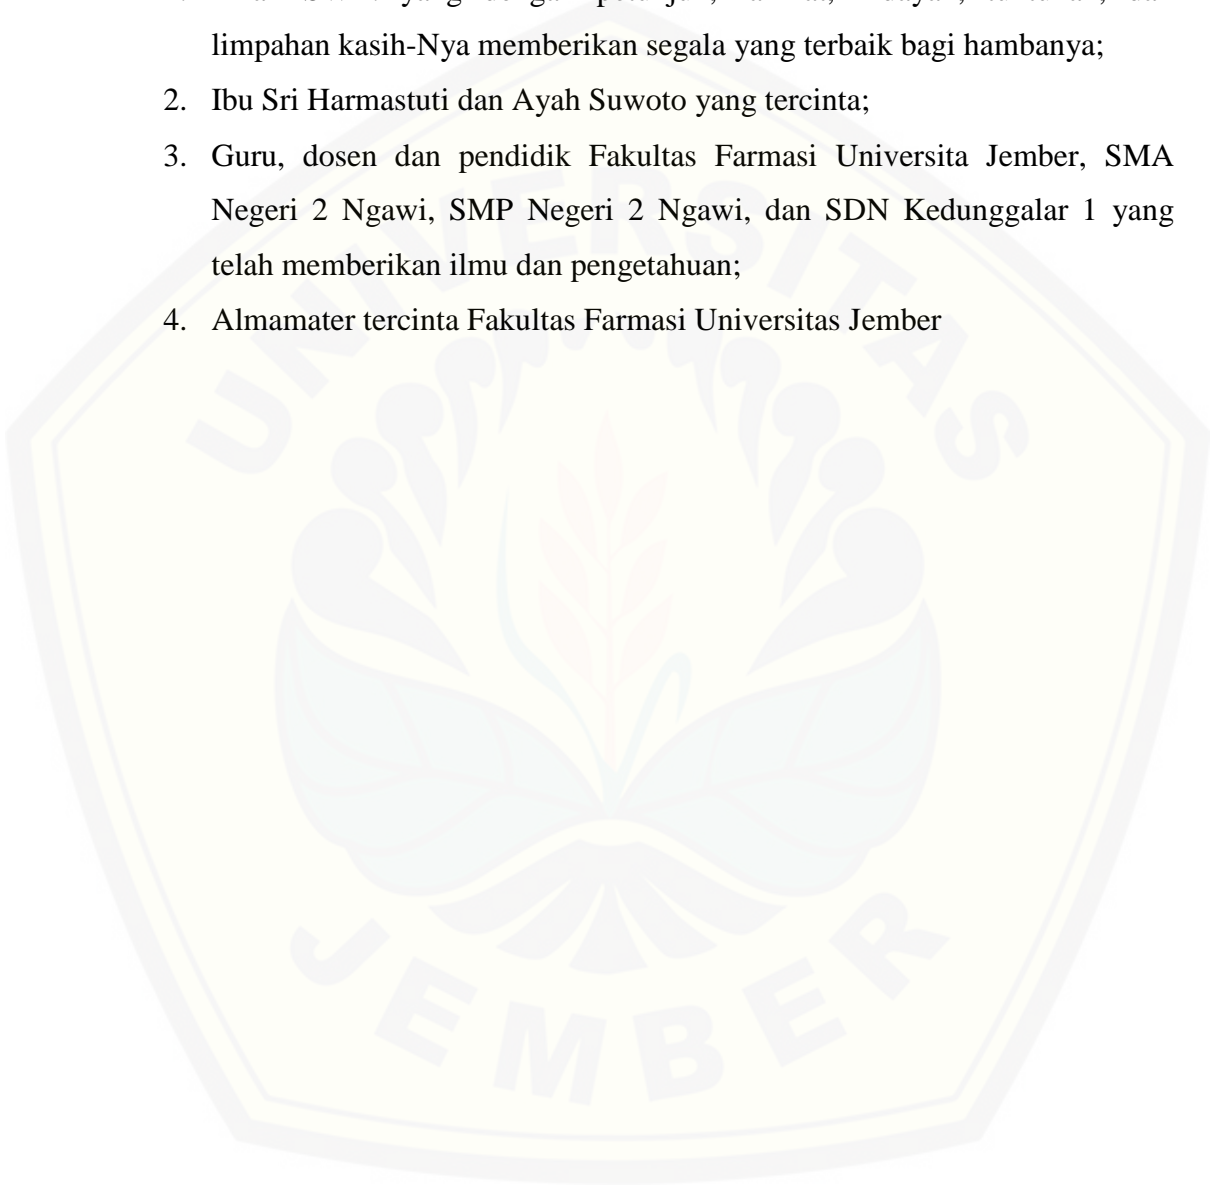 limpahan kasih-Nya memberikan segala yang terbaik bagi hambanya;
2. Ibu Sri Harmastuti dan Ayah Suwoto yang tercinta;
3. Guru, dosen dan pendidik Fakultas Farmasi Universita Jember, SMA
Negeri 2 Ngawi, SMP Negeri 2 Ngawi, dan SDN Kedunggalar 1 yang
telah memberikan ilmu dan pengetahuan;
4. Almamater tercinta Fakultas Farmasi Universitas Jember
UNIVERSITAS
JEMBER